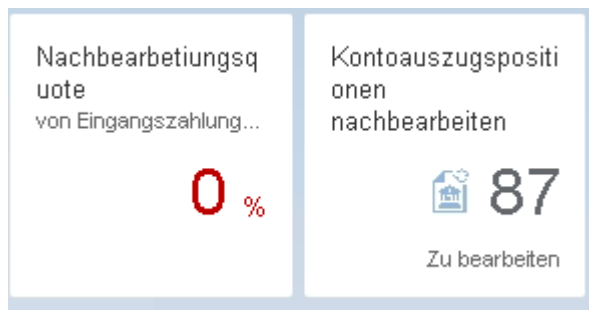 Nachbearbetiungsq
uote
von Eingangszahlung...
0 %
Kontoauszugspositi
onen
nachbearbeiten
87
Zu bearbeiten